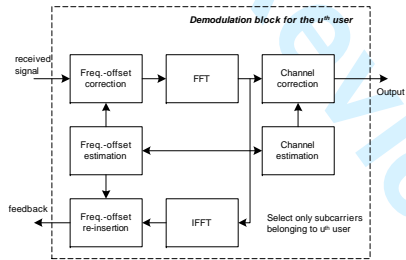 Demodulation block for the uth user
received
signal
Freq.-offset
correction
FFT
Channel
correction
Output
Freq.-offset
estimation
Channel
estimation
feedback
Freq.-offset
re-insertion
IFFT
Select only subcarriers
belonging to uth user